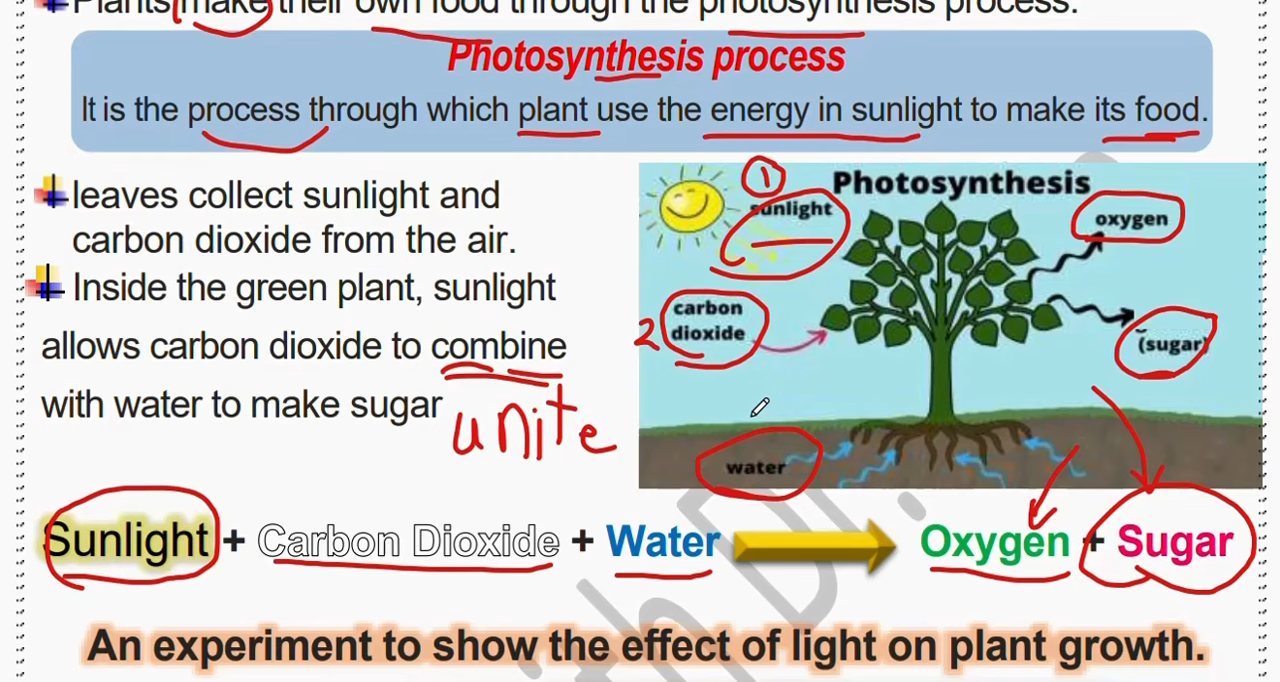 Plants make their own food through the photosynthesis process.
Photosynthesis process
It is the process through which plant use the energy in sunlight to make its food.
leaves collect sunlight and
carbon dioxide from the air.
Inside the green plant, sunlight
allows carbon dioxide to combine
with water to make sugar
unite
Photosynthesis
1
sunlight
oxygen
2
carbon
dioxide
(sugar)
water
Sunlight + Carbon Dioxide + Water Oxygen + Sugar
An experiment to show the effect of light on plant growth.
th Dr.